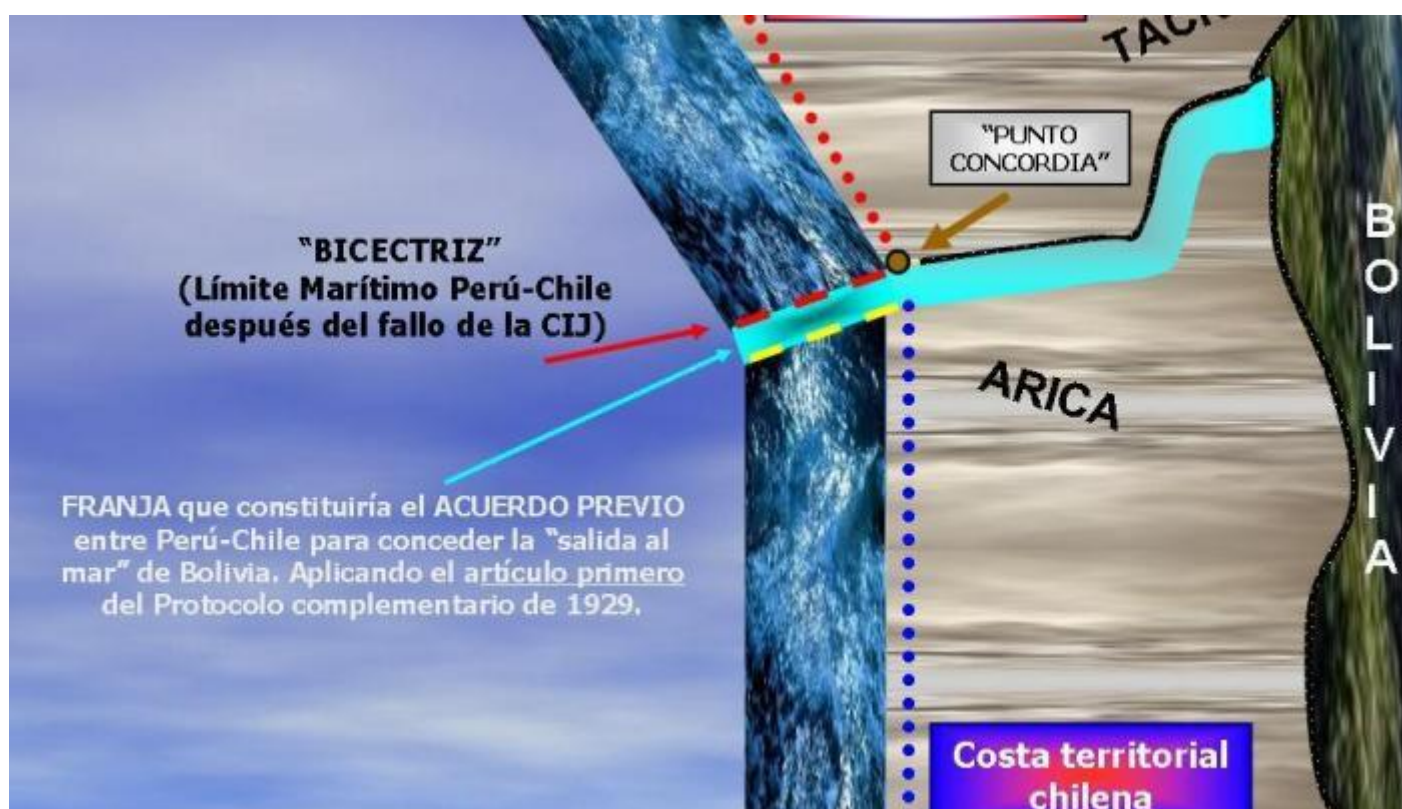 "PUNTO
CONCORDIA"
"BICECTRIZ"
(Límite Marítimo Perú-Chile
después del fallo de la CIJ)
B
O
L
I
V
I
A
ARICA
FRANJA que constituiría el ACUERDO PREVIO
entre Perú-Chile para conceder la "salida al
mar" de Bolivia. Aplicando el artículo primero
del Protocolo complementario de 1929.
Costa territorial
chilena